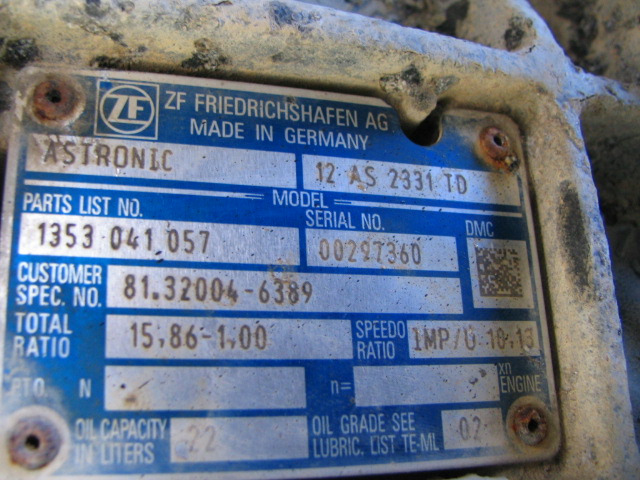 ZF
ZF FRIEDRICHSHAFEN AG
MADE IN GERMANY
ASTRONIC 12 AS 2331 TD
MODEL
PARTS LIST NO. 1353 041 057
SERIAL NO. 00297360
DMC
CUSTOMER SPEC. NO. 81.32004-6389
TOTAL RATIO 15,86-1,00
SPEEDO RATIO IMP/U 10,13
P.T.O. N n= xn ENGINE
OIL CAPACITY IN LITERS 22
OIL GRADE SEE LUBRIC. LIST TE-ML 02